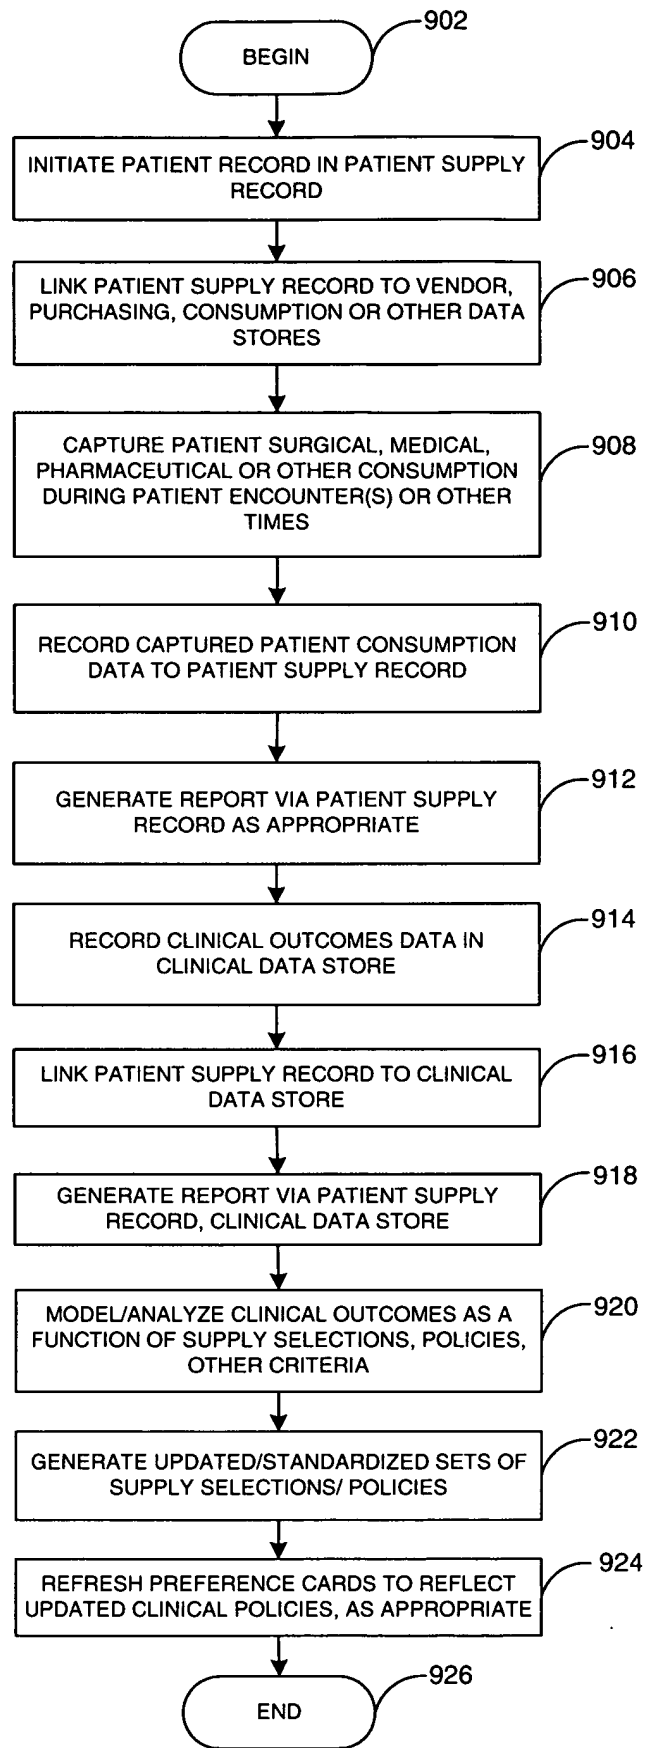 902
BEGIN
904
INITIATE PATIENT RECORD IN PATIENT SUPPLY
RECORD
906
LINK PATIENT SUPPLY RECORD TO VENDOR,
PURCHASING, CONSUMPTION OR OTHER DATA
STORES
908
CAPTURE PATIENT SURGICAL, MEDICAL,
PHARMACEUTICAL OR OTHER CONSUMPTION
DURING PATIENT ENCOUNTER(S) OR OTHER
TIMES
910
RECORD CAPTURED PATIENT CONSUMPTION
DATA TO PATIENT SUPPLY RECORD
912
GENERATE REPORT VIA PATIENT SUPPLY
RECORD AS APPROPRIATE
914
RECORD CLINICAL OUTCOMES DATA IN
CLINICAL DATA STORE
916
LINK PATIENT SUPPLY RECORD TO CLINICAL
DATA STORE
918
GENERATE REPORT VIA PATIENT SUPPLY
RECORD, CLINICAL DATA STORE
920
MODEL/ANALYZE CLINICAL OUTCOMES AS A
FUNCTION OF SUPPLY SELECTIONS, POLICIES,
OTHER CRITERIA
922
GENERATE UPDATED/STANDARDIZED SETS OF
SUPPLY SELECTIONS/ POLICIES
924
REFRESH PREFERENCE CARDS TO REFLECT
UPDATED CLINICAL POLICIES, AS APPROPRIATE
926
END